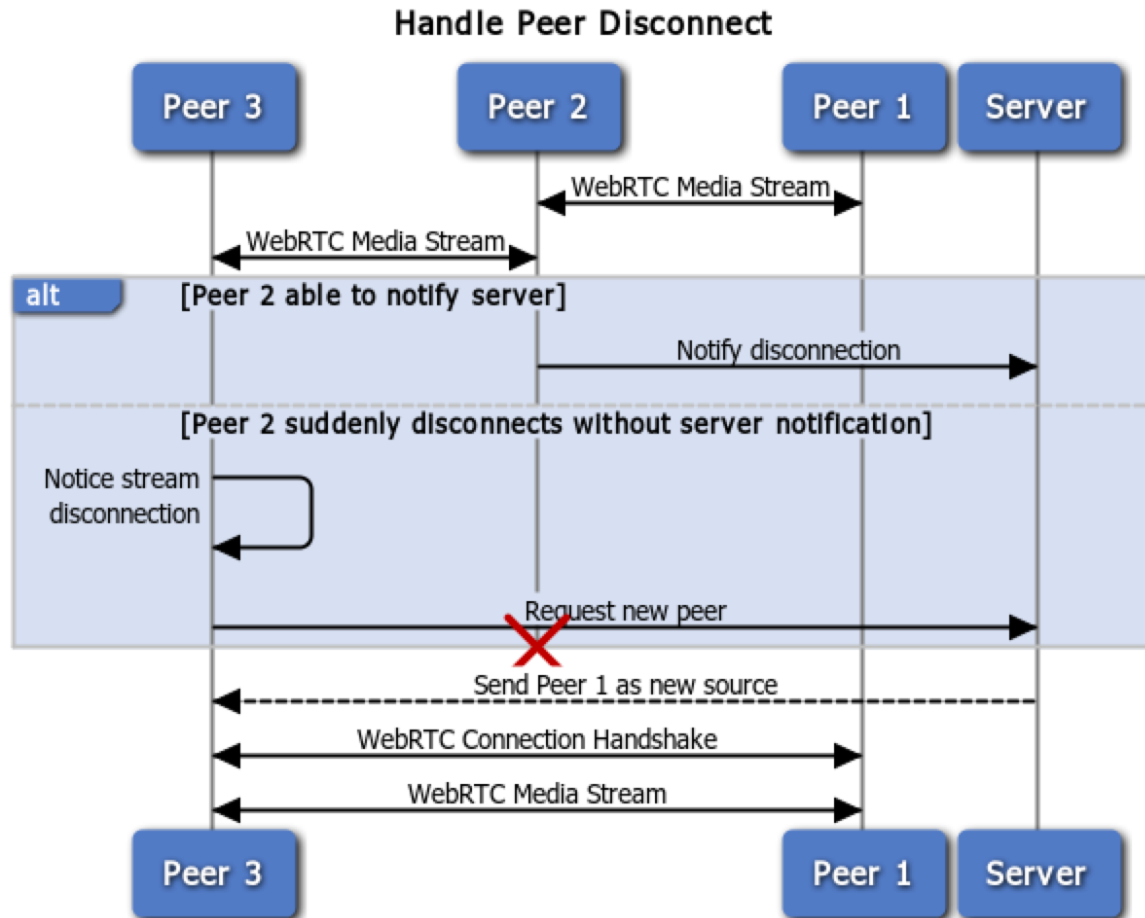 Handle Peer Disconnect
Peer 3
Peer 2
Peer 1
Server
WebRTC Media Stream
WebRTC Media Stream
alt
[Peer 2 able to notify server]
Notify disconnection
[Peer 2 suddenly disconnects without server notification]
Notice stream
disconnection
Request new peer
Send Peer 1 as new source
WebRTC Connection Handshake
WebRTC Media Stream
Peer 3
Peer 1
Server